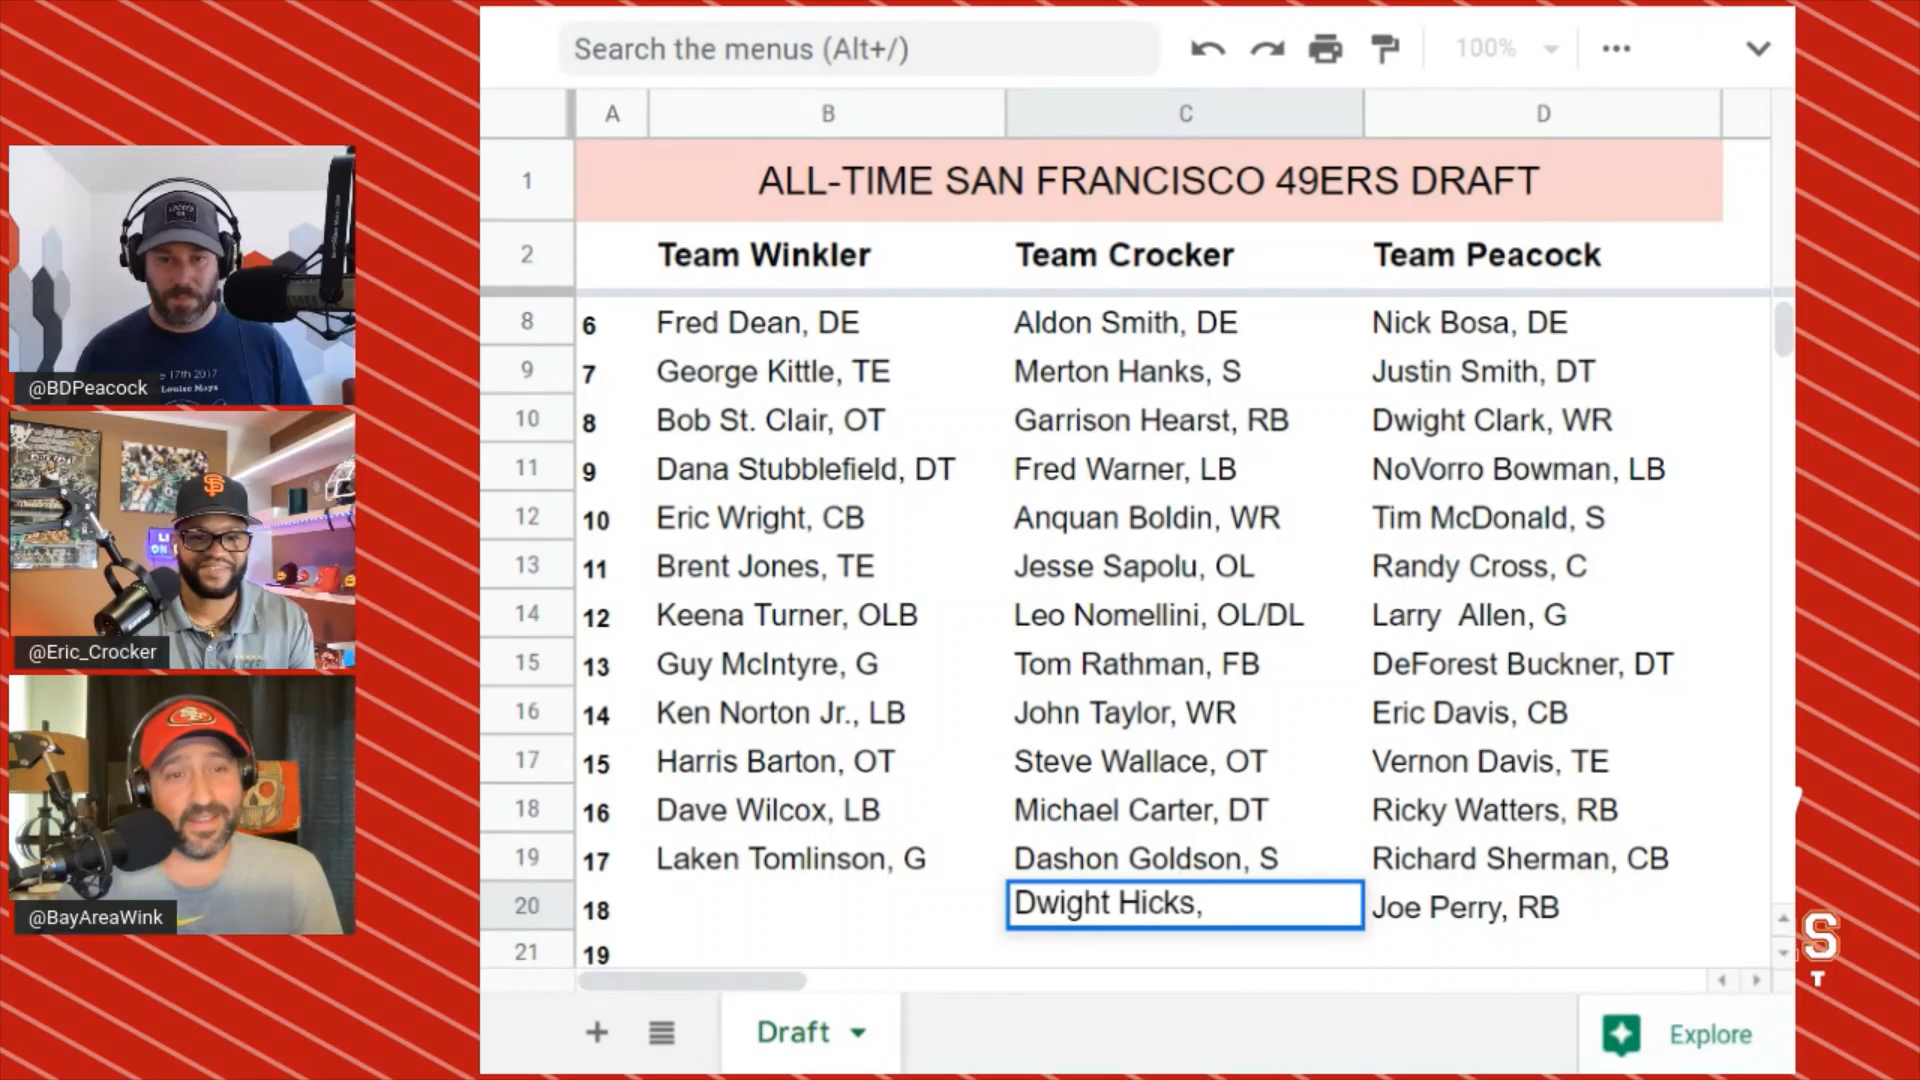 Search the menus (Alt+/)
100%
A B C D
1 ALL-TIME SAN FRANCISCO 49ERS DRAFT
2 Team Winkler Team Crocker Team Peacock
8 6 Fred Dean, DE Aldon Smith, DE Nick Bosa, DE
9 7 George Kittle, TE Merton Hanks, S Justin Smith, DT
10 8 Bob St. Clair, OT Garrison Hearst, RB Dwight Clark, WR
11 9 Dana Stubblefield, DT Fred Warner, LB NoVorro Bowman, LB
12 10 Eric Wright, CB Anquan Boldin, WR Tim McDonald, S
13 11 Brent Jones, TE Jesse Sapolu, OL Randy Cross, C
14 12 Keena Turner, OLB Leo Nomellini, OL/DL Larry  Allen, G
15 13 Guy McIntyre, G Tom Rathman, FB DeForest Buckner, DT
16 14 Ken Norton Jr., LB John Taylor, WR Eric Davis, CB
17 15 Harris Barton, OT Steve Wallace, OT Vernon Davis, TE
18 16 Dave Wilcox, LB Michael Carter, DT Ricky Watters, RB
19 17 Laken Tomlinson, G Dashon Goldson, S Richard Sherman, CB
20 18 Dwight Hicks, Joe Perry, RB
21 19
Draft
Explore
e 17th 2017
Louise Mays
@BDPeacock
SF
@Eric_Crocker
SF
@BayAreaWink
S
T